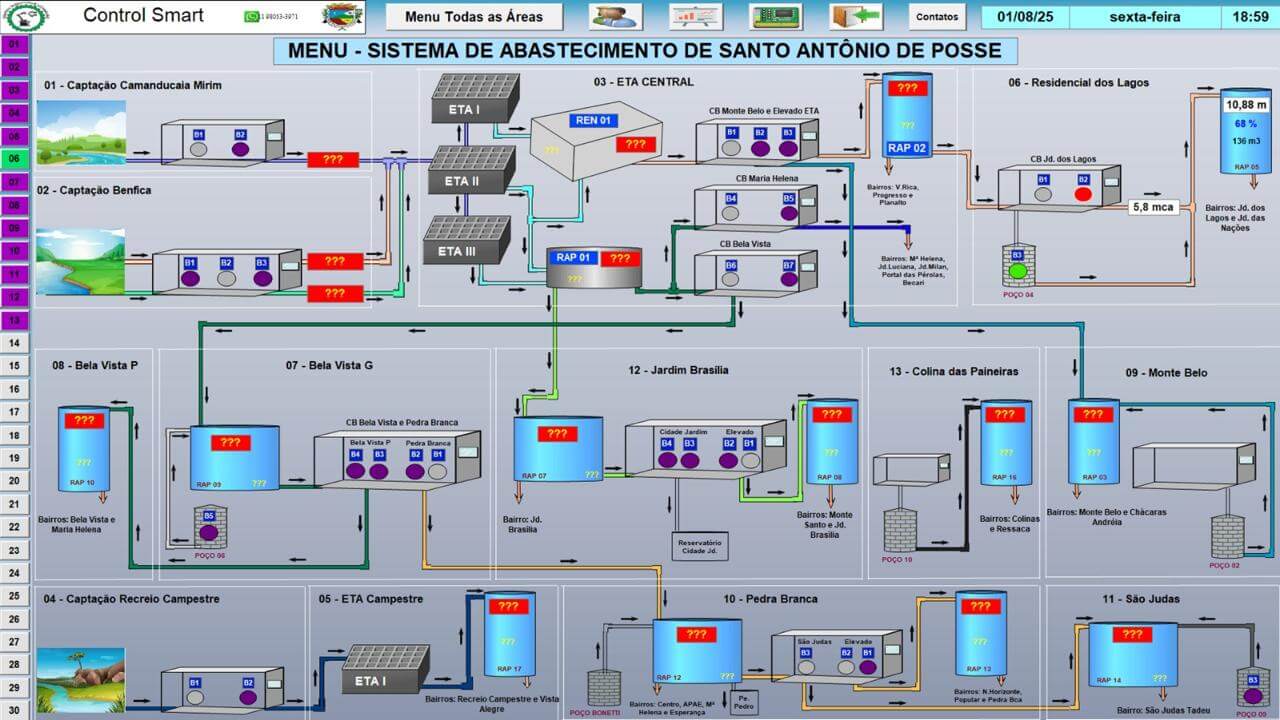 Control Smart
Menu Todas as Áreas
Contatos
01/08/25
sexta-feira
18:59
MENU - SISTEMA DE ABASTECIMENTO DE SANTO ANTÔNIO DE POSSE
01
02
03
04
05
06
07
08
09
10
11
12
13
14
15
16
17
18
19
20
21
22
23
24
25
26
27
28
29
30
01 - Captação Camanducaia Mirim
B1
B2
???
02 - Captação Benfica
B1
B2
B3
???
???
03 - ETA CENTRAL
ETA I
ETA II
ETA III
REN 01
???
???
RAP 01
???
???
CB Monte Belo e Elevado ETA
B1
B2
B3
CB Maria Helena
B4
B5
CB Bela Vista
B6
B7
???
???
RAP 02
Bairros: V.Rica,
Progresso e
Planalto
Bairros: Mª Helena,
Jd.Luciana, Jd.Milan,
Portal das Pérolas,
Becari
06 - Residencial dos Lagos
CB Jd. dos Lagos
B1
B2
5,8 mca
B3
POÇO 04
10,88 m
68 %
136 m3
RAP 05
Bairros: Jd. dos
Lagos e Jd. das
Nações
08 - Bela Vista P
???
???
RAP 10
Bairros: Bela Vista e
Maria Helena
07 - Bela Vista G
???
RAP 09
???
B5
POÇO 06
CB Bela Vista e Pedra Branca
Bela Vista P
Pedra Branca
B4
B3
B2
B1
12 - Jardim Brasília
???
RAP 07
???
Bairro: Jd.
Brasília
Cidade Jardim
Elevado
B4
B3
B2
B1
Reservatório
Cidade Jd.
???
???
RAP 08
Bairros: Monte
Santo e Jd.
Brasília
13 - Colina das Paineiras
POÇO 10
???
???
RAP 16
Bairros: Colinas
e Ressaca
09 - Monte Belo
???
???
RAP 03
Bairros: Monte Belo e Chácaras
Andréia
POÇO 02
04 - Captação Recreio Campestre
B1
B2
05 - ETA Campestre
ETA I
???
???
RAP 17
Bairros: Recreio Campestre e Vista
Alegre
10 - Pedra Branca
POÇO BONETTI
???
RAP 12
???
Bairros: Centro, APAE, Mª
Helena e Esperança
Pe.
Pedro
São Judas
Elevado
B3
B2
B1
???
???
RAP 13
Bairros: N.Horizonte,
Popular e Pedra Bca
11 - São Judas
???
RAP 14
???
Bairro: São Judas Tadeu
B3